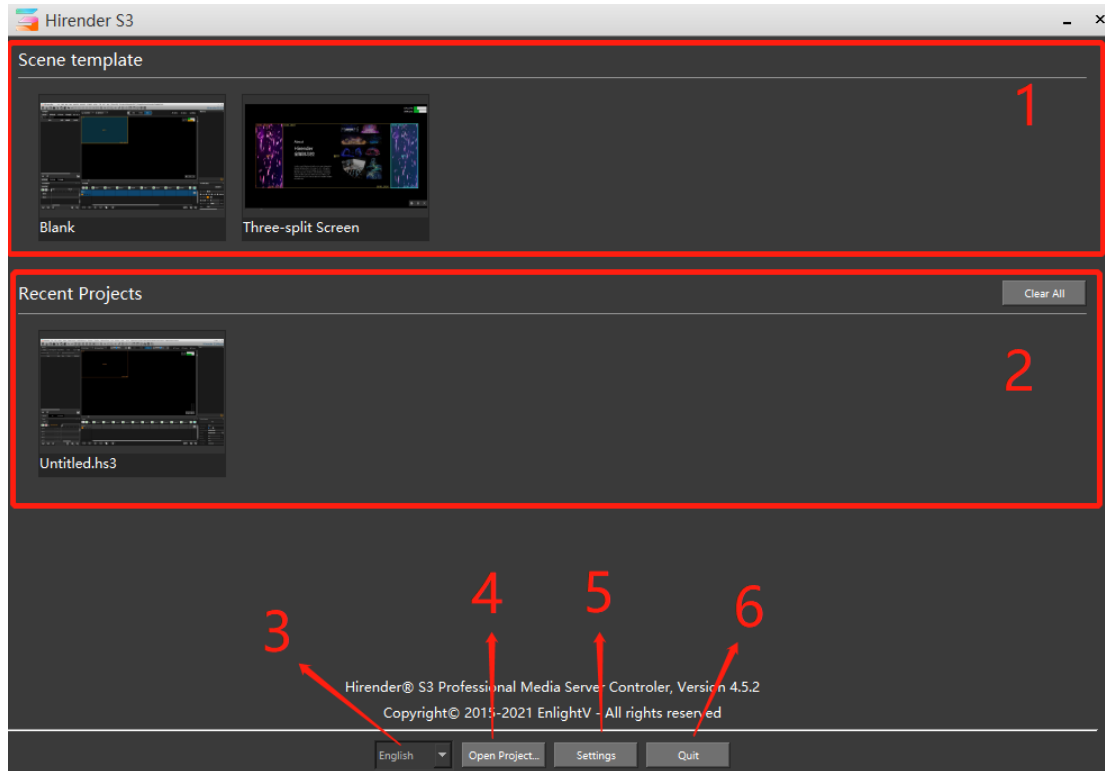 Hirender S3
Scene template
1
Blank
Three-split Screen
Recent Projects
Clear All
2
Untitled.hs3
3
4
5
6
Hirender® S3 Professional Media Server Controler, Version 4.5.2
Copyright© 2015-2021 EnlightV - All rights reserved
English
Open Project...
Settings
Quit